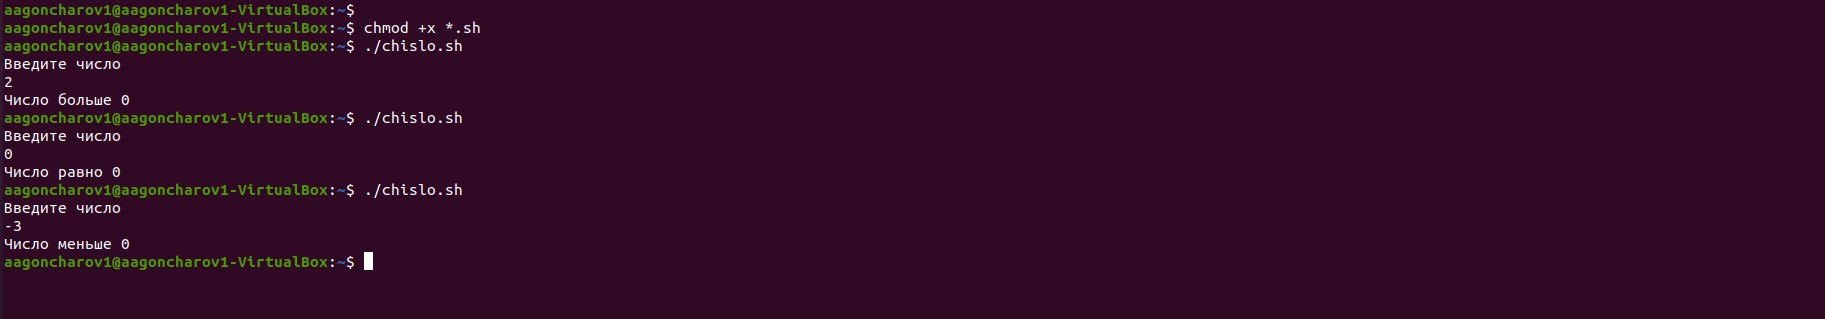 aagoncharov1@aagoncharov1-VirtualBox:~$
aagoncharov1@aagoncharov1-VirtualBox:~$ chmod +x *.sh
aagoncharov1@aagoncharov1-VirtualBox:~$ ./chislo.sh
Введите число
2
Число больше 0
aagoncharov1@aagoncharov1-VirtualBox:~$ ./chislo.sh
Введите число
0
Число равно 0
aagoncharov1@aagoncharov1-VirtualBox:~$ ./chislo.sh
Введите число
-3
Число меньше 0
aagoncharov1@aagoncharov1-VirtualBox:~$